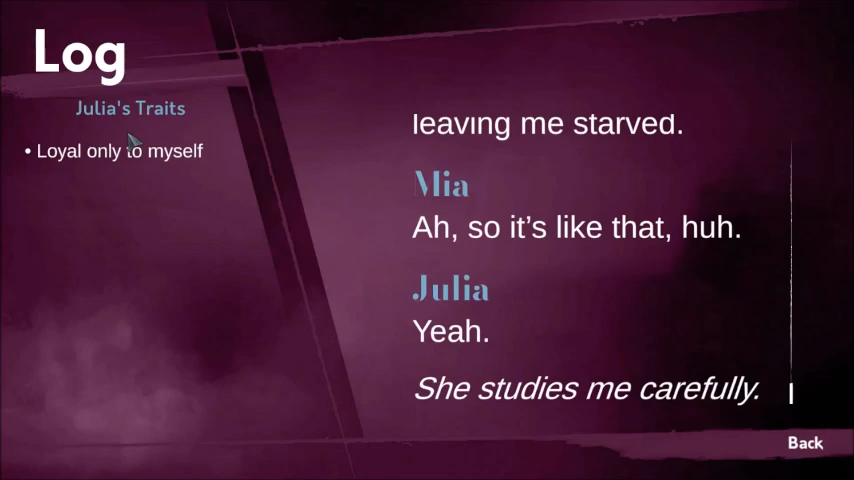 Log
Julia's Traits
• Loyal only to myself
leaving me starved.
Mia
Ah, so it’s like that, huh.
Julia
Yeah.
She studies me carefully.
Back